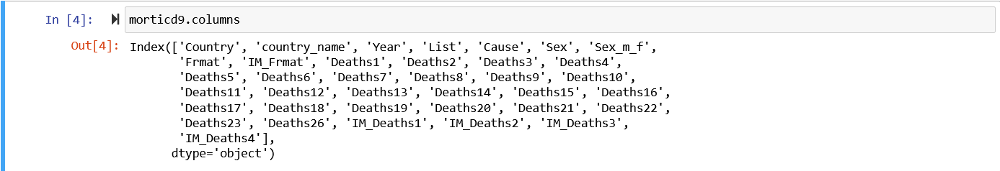 In [4]: morticd9.columns
Out[4]: Index(['Country', 'country_name', 'Year', 'List', 'Cause', 'Sex', 'Sex_m_f',
'Frmat', 'IM_Frmat', 'Deaths1', 'Deaths2', 'Deaths3', 'Deaths4',
'Deaths5', 'Deaths6', 'Deaths7', 'Deaths8', 'Deaths9', 'Deaths10',
'Deaths11', 'Deaths12', 'Deaths13', 'Deaths14', 'Deaths15', 'Deaths16',
'Deaths17', 'Deaths18', 'Deaths19', 'Deaths20', 'Deaths21', 'Deaths22',
'Deaths23', 'Deaths26', 'IM_Deaths1', 'IM_Deaths2', 'IM_Deaths3',
'IM_Deaths4'],
dtype='object')